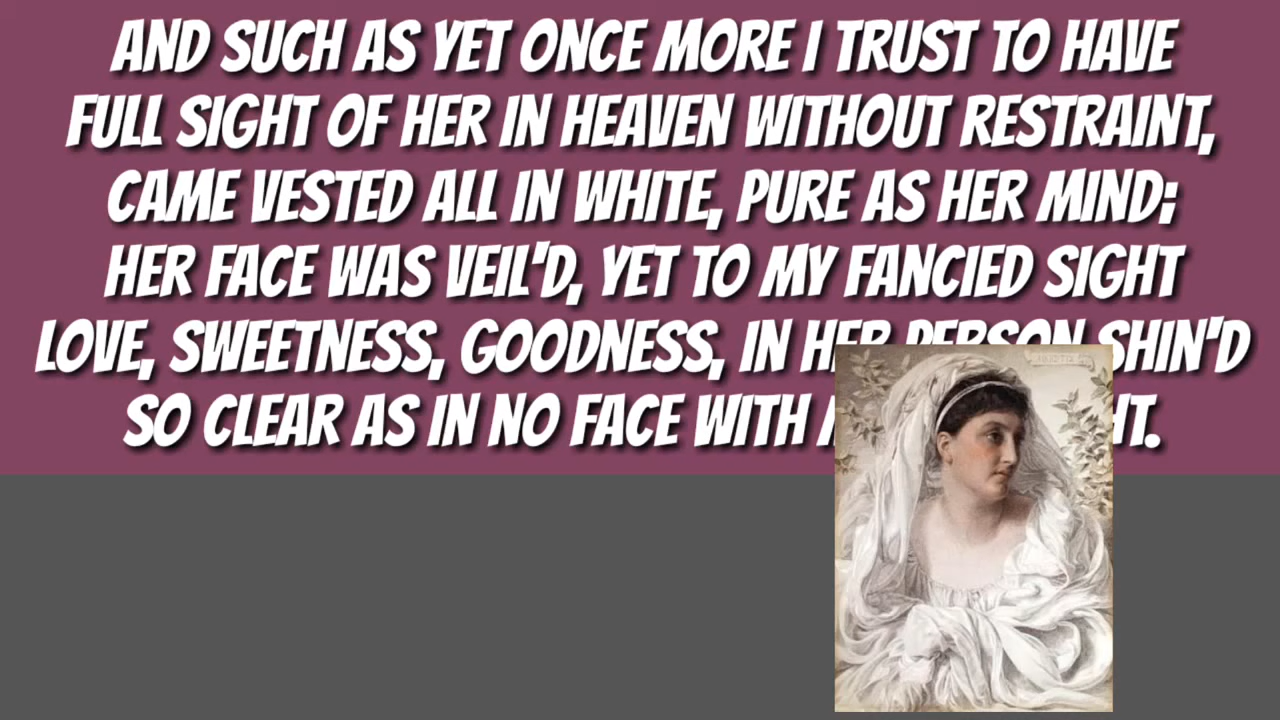 AND SUCH AS YET ONCE MORE I TRUST TO HAVE
FULL SIGHT OF HER IN HEAVEN WITHOUT RESTRAINT,
CAME VESTED ALL IN WHITE, PURE AS HER MIND;
HER FACE WAS VEIL'D, YET TO MY FANCIED SIGHT
LOVE, SWEETNESS, GOODNESS, IN HER PERSON SHIN'D
SO CLEAR AS IN NO FACE WITH